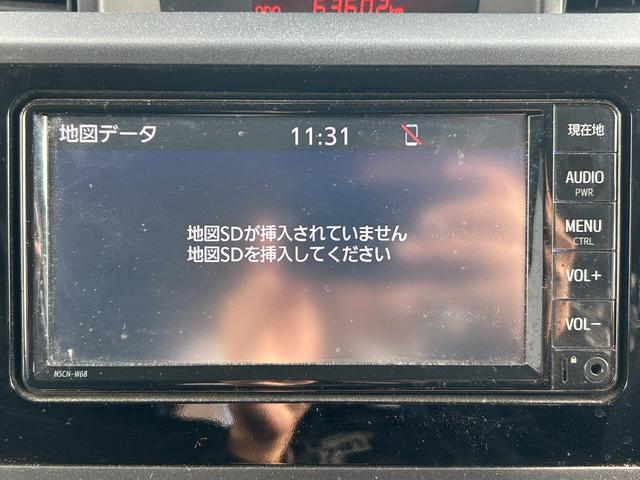 ODO 63602km
地図データ 11:31
現在地
AUDIO
PWR
地図SDが挿入されていません
地図SDを挿入してください
MENU
CTRL
VOL+
VOL−
NSCN-W68